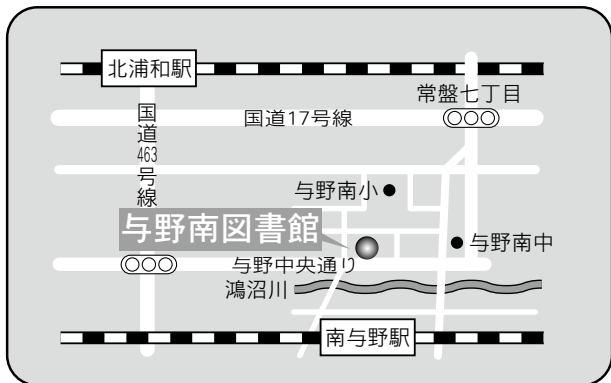 北浦和駅
常盤七丁目
国道17号線
国道463号線
与野南小
与野南図書館
与野南中
与野中央通り
鴻沼川
南与野駅